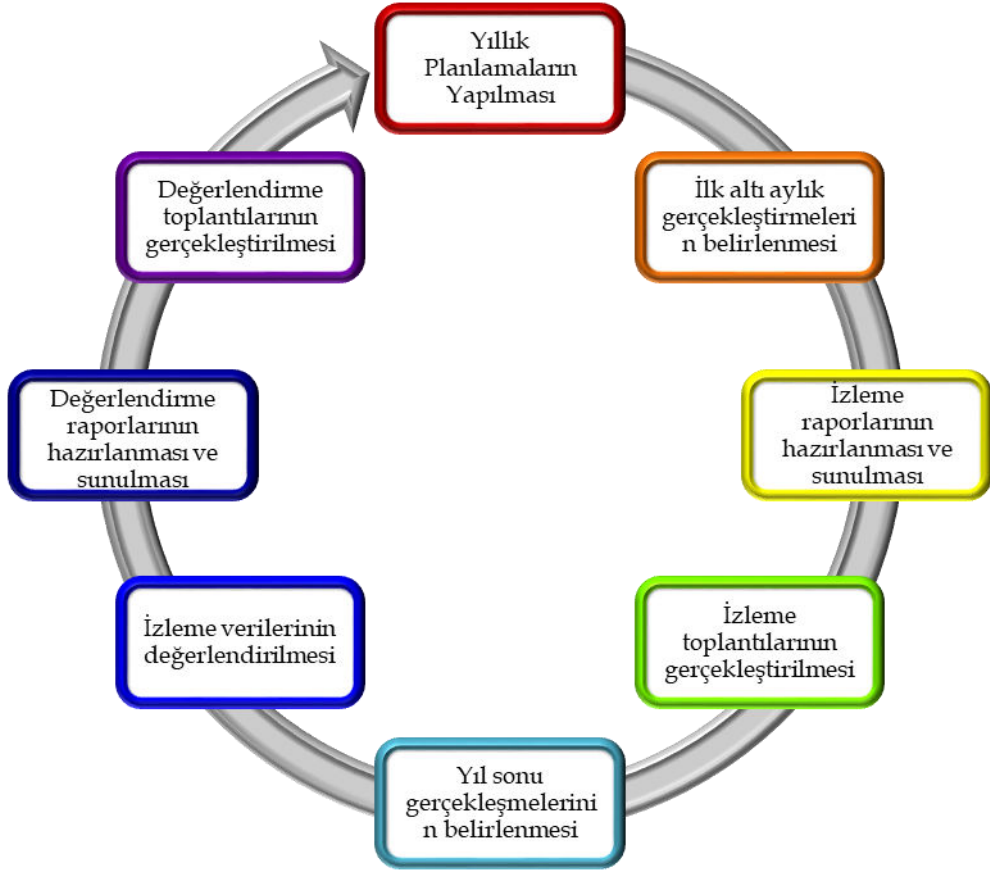 Yıllık
Planlamaların
Yapılması
İlk altı aylık
gerçekleştirmeleri
n belirlenmesi
İzleme
raporlarının
hazırlanması ve
sunulması
İzleme
toplantılarının
gerçekleştirilmesi
Yıl sonu
gerçekleşmelerini
n belirlenmesi
İzleme verilerinin
değerlendirilmesi
Değerlendirme
raporlarının
hazırlanması ve
sunulması
Değerlendirme
toplantılarının
gerçekleştirilmesi